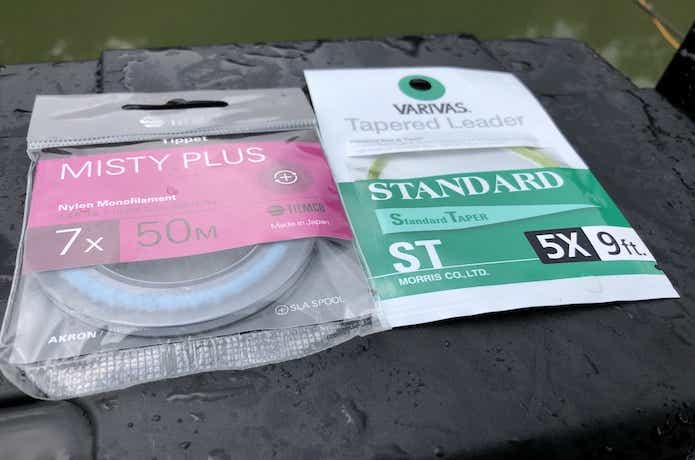 Tippet
MISTY PLUS
Nylon Monofilament
TIEMCO
Made in Japan
7X 50M
SLA SPOOL
AKRON
VARIVAS®
Tapered Leader
STANDARD
Standard TAPER
ST 5X 9ft.
MORRIS CO.,LTD.